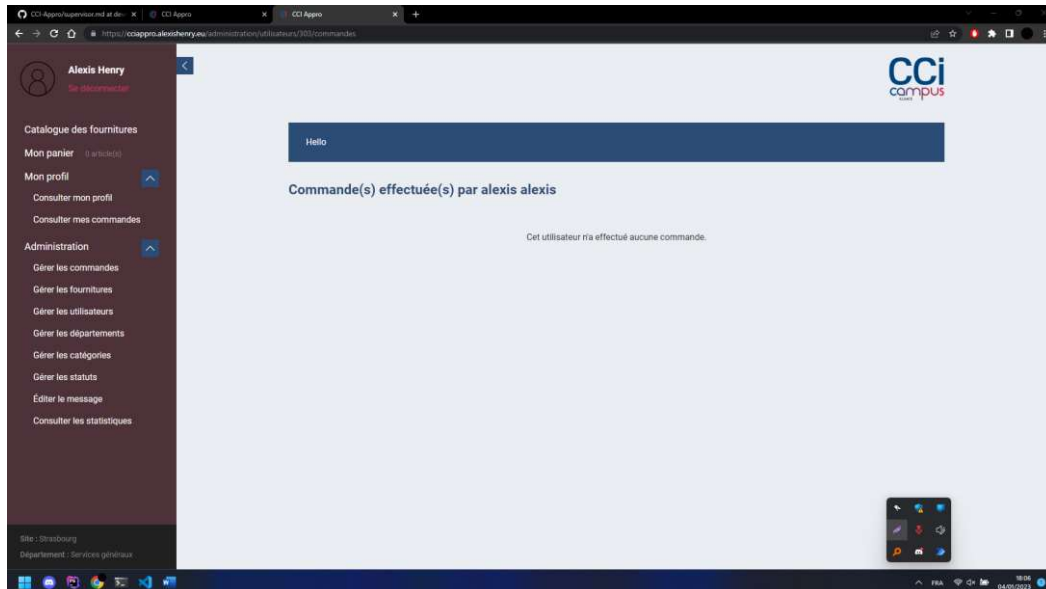 CCI-Appro/supervisor.md at dev
CCI Appro
CCI Appro
https://cciappro.alexishenry.eu/administration/utilisateurs/303/commandes
Alexis Henry
Se déconnecter
CCi
campus
ALSACE
Catalogue des fournitures
Mon panier 0 article(s)
Hello
Mon profil
Consulter mon profil
Commande(s) effectuée(s) par alexis alexis
Consulter mes commandes
Cet utilisateur n'a effectué aucune commande.
Administration
Gérer les commandes
Gérer les fournitures
Gérer les utilisateurs
Gérer les départements
Gérer les catégories
Gérer les statuts
Éditer le message
Consulter les statistiques
Site : Strasbourg
Département : Services généraux
FRA
18:06
04/01/2023